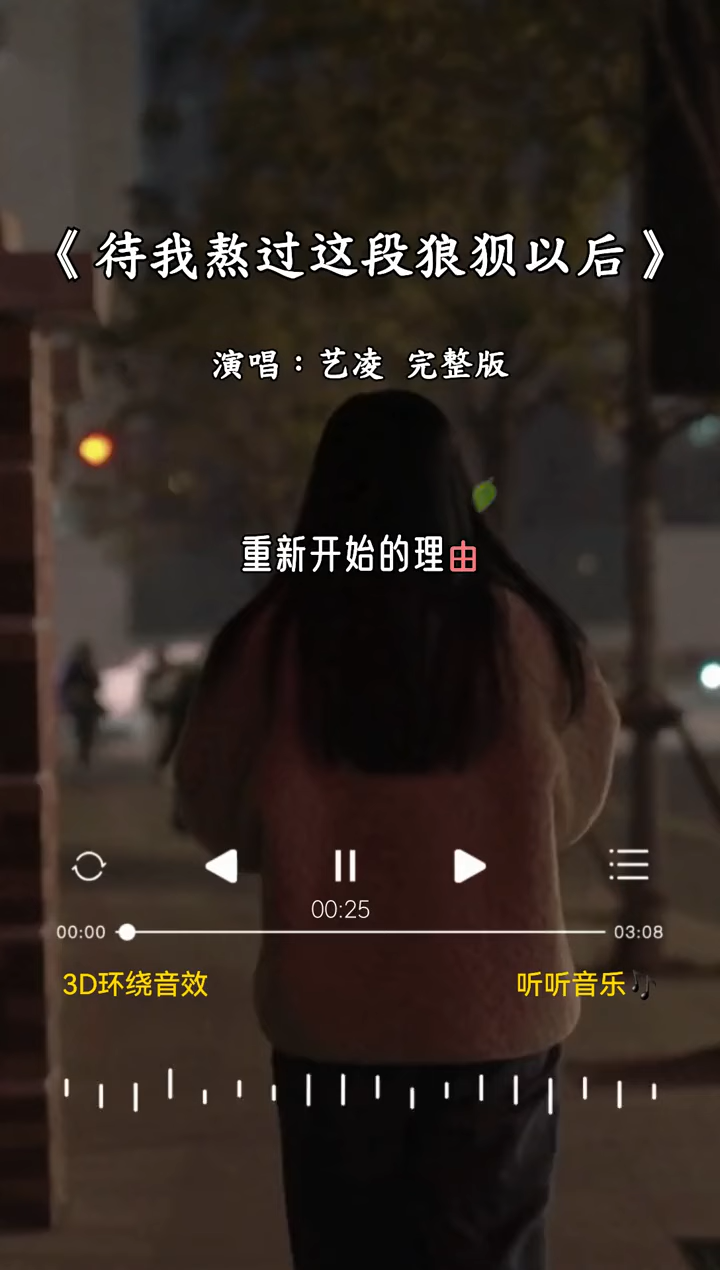 《待我熬过这段狼狈以后》
演唱：艺凌 完整版
重新开始的理由
00:25
00:00 03:08
3D环绕音效 听听音乐🎶